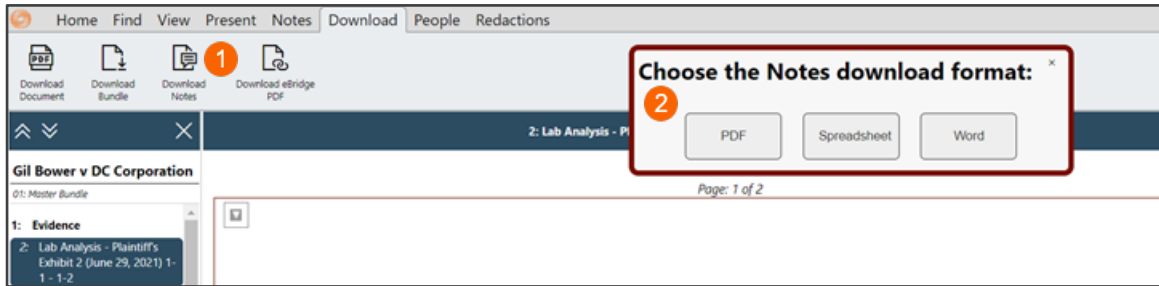 Home Find View Present Notes Download People Redactions
Download Document
Download Bundle
Download Notes
1
Download eBridge PDF
Choose the Notes download format:
×
2
PDF Spreadsheet Word
2: Lab Analysis - Pl
Gil Bower v DC Corporation
01: Master Bundle
Page: 1 of 2
1: Evidence
2: Lab Analysis - Plaintiff's
Exhibit 2 (June 29, 2021) 1-
1 - 1-2